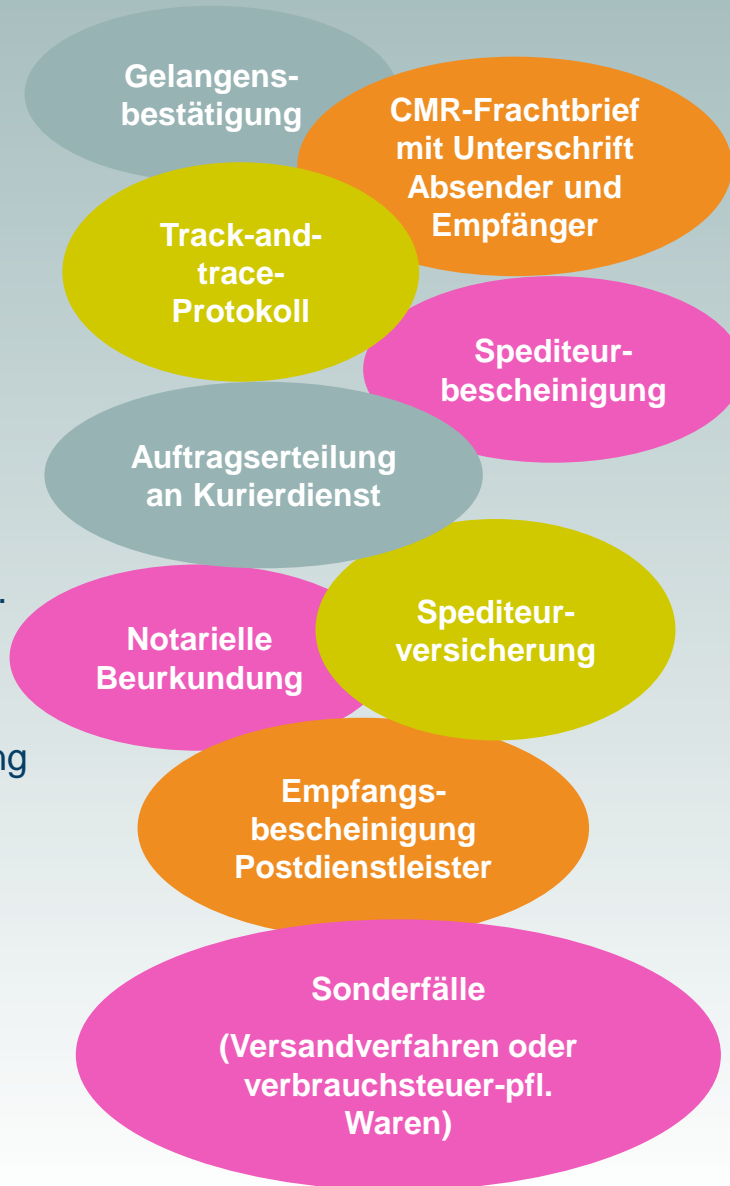 Gelangens-
bestätigung
CMR-Frachtbrief
mit Unterschrift
Absender und
Empfänger
Track-and-
trace-
Protokoll
Spediteur-
bescheinigung
Auftragserteilung
an Kurierdienst
Spediteur-
versicherung
Notarielle
Beurkundung
Empfangs-
bescheinigung
Postdienstleister
Sonderfälle
(Versandverfahren oder
verbrauchsteuer-pfl.
Waren)